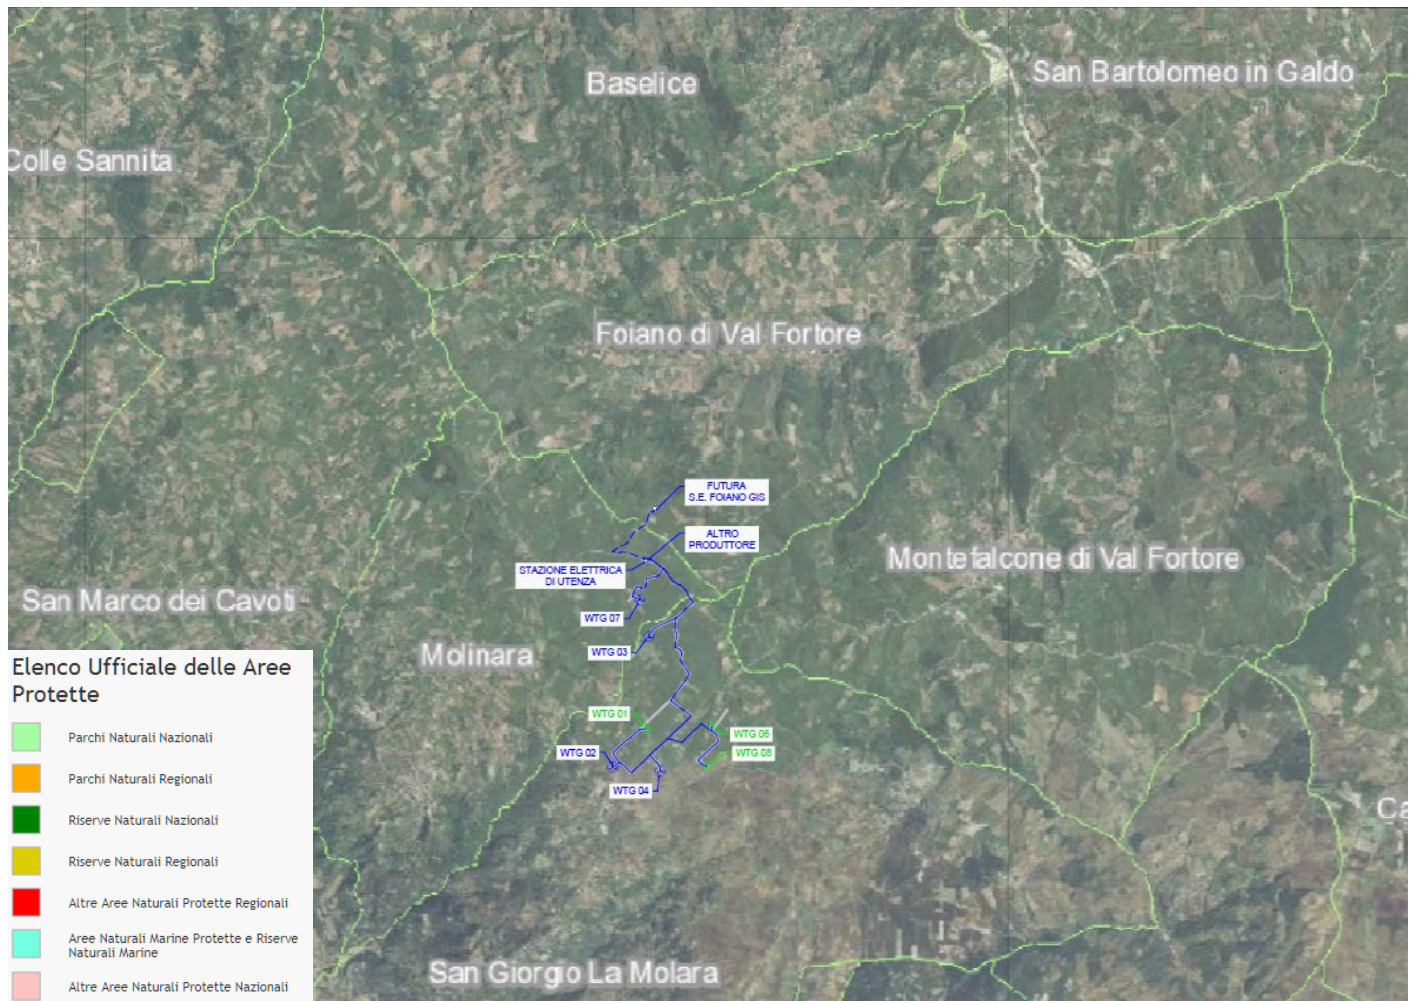 Baselice
San Bartolomeo in Galdo
Colle Sannita
Foiano di Val Fortore
FUTURA
S.E. FOIANO GIS
ALTRO
PRODUTTORE
STAZIONE ELETTRICA
DI UTENZA
Montefalcone di Val Fortore
San Marco dei Cavoti
WTG 07
WTG 03
Molinara
WTG 01
WTG 06
WTG 02
WTG 08
WTG 04
Ca
San Giorgio La Molara
Elenco Ufficiale delle Aree
Protette
Parchi Naturali Nazionali
Parchi Naturali Regionali
Riserve Naturali Nazionali
Riserve Naturali Regionali
Altre Aree Naturali Protette Regionali
Aree Naturali Marine Protette e Riserve
Naturali Marine
Altre Aree Naturali Protette Nazionali